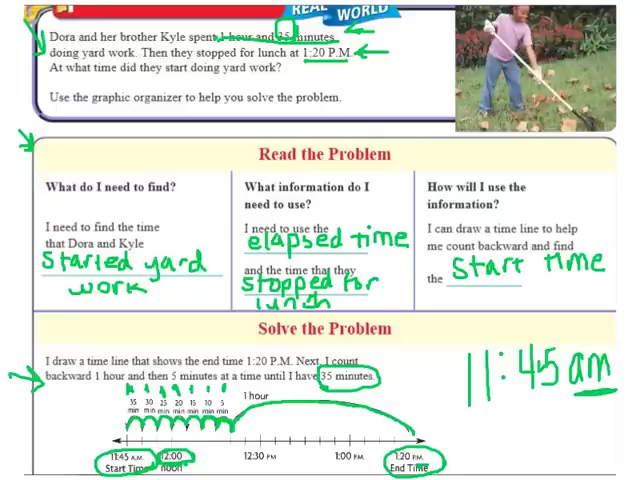 REAL
WORLD
Dora and her brother Kyle spent 1 hour and 35 minutes
doing yard work. Then they stopped for lunch at 1:20 P.M.
At what time did they start doing yard work?
Use the graphic organizer to help you solve the problem.
Read the Problem
What do I need to find?
I need to find the time
that Dora and Kyle
started yard
work
What information do I
need to use?
I need to use the
elapsed time
and the time that they
stopped for
lunch
How will I use the
information?
I can draw a time line to help
me count backward and find
the start time
Solve the Problem
I draw a time line that shows the end time 1:20 P.M. Next, I count
backward 1 hour and then 5 minutes at a time until I have 35 minutes.
11:45 am
35 30 25 20 15 10 5
min min min min min min min
1 hour
11:45 A.M. 12:00 12:30 PM 1:00 P.M. 1:20 P.M.
Start Time noon End Time